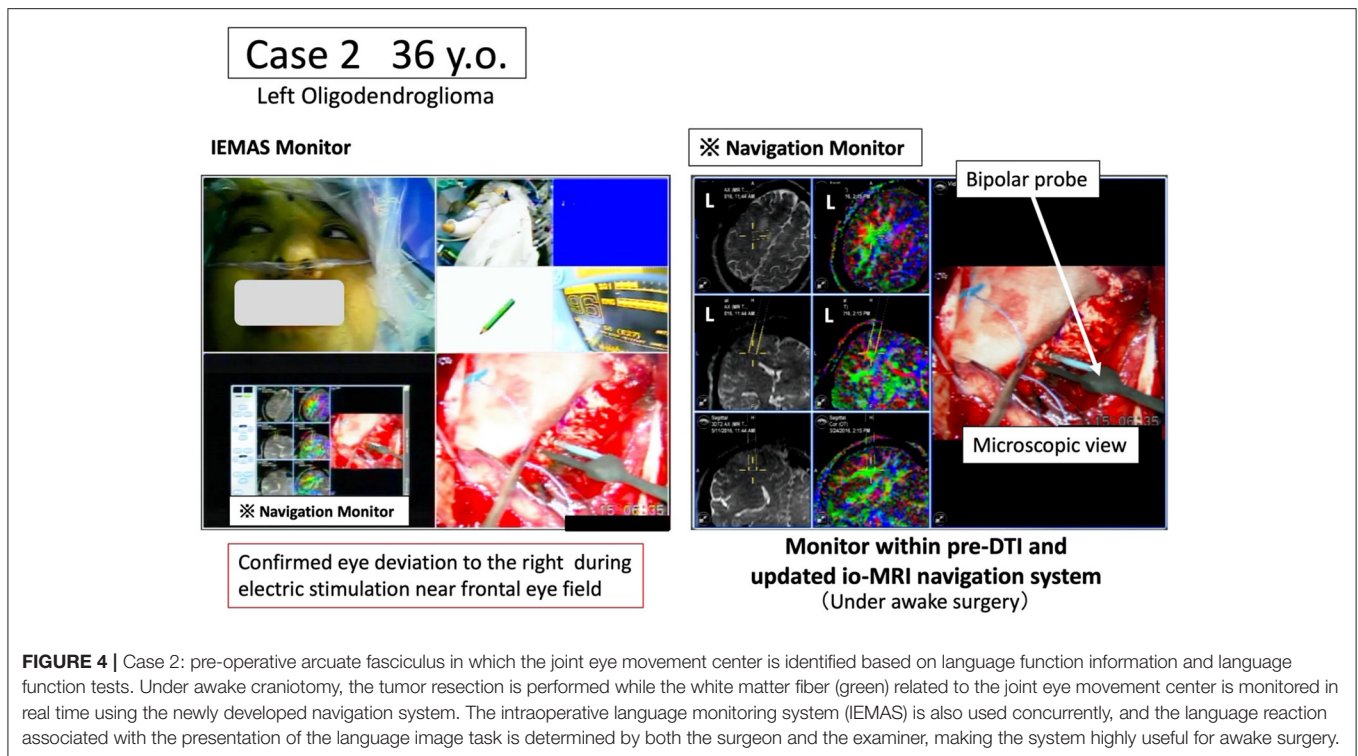 Case 2 36 y.o.
Left Oligodendroglioma
IEMAS Monitor
※ Navigation Monitor
Bipolar probe
L
L
Microscopic view
15 06:35
※ Navigation Monitor
15 06:35
Confirmed eye deviation to the right during
electric stimulation near frontal eye field
Monitor within pre-DTI and
updated io-MRI navigation system
(Under awake surgery)
FIGURE 4 | Case 2: pre-operative arcuate fasciculus in which the joint eye movement center is identified based on language function information and language
function tests. Under awake craniotomy, the tumor resection is performed while the white matter fiber (green) related to the joint eye movement center is monitored in
real time using the newly developed navigation system. The intraoperative language monitoring system (IEMAS) is also used concurrently, and the language reaction
associated with the presentation of the language image task is determined by both the surgeon and the examiner, making the system highly useful for awake surgery.